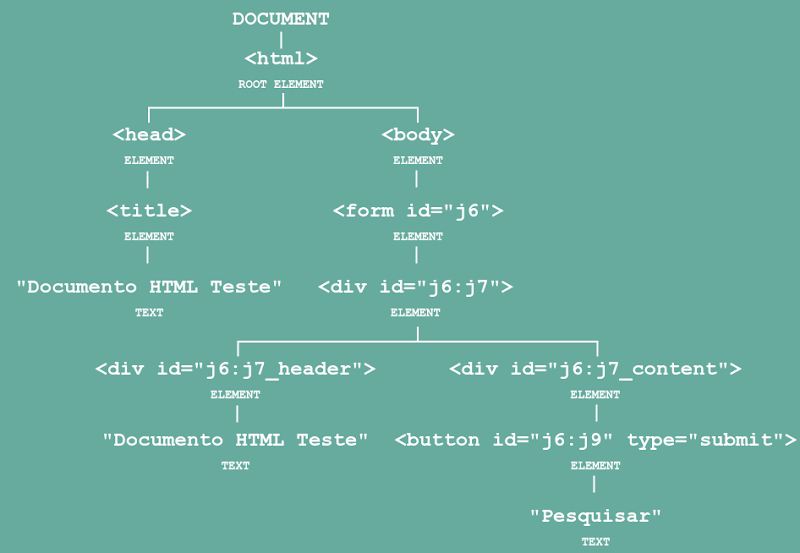 DOCUMENT
<html>
ROOT ELEMENT
<head> <body>
ELEMENT ELEMENT
<title> <form id="j6">
ELEMENT ELEMENT
"Documento HTML Teste" <div id="j6:j7">
TEXT ELEMENT
<div id="j6:j7_header"> <div id="j6:j7_content">
ELEMENT ELEMENT
"Documento HTML Teste" <button id="j6:j9" type="submit">
TEXT ELEMENT
"Pesquisar"
TEXT